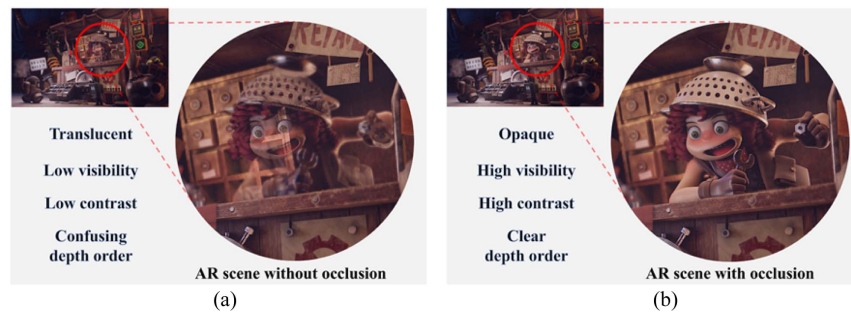 Translucent
Low visibility
Low contrast
Confusing
depth order
AR scene without occlusion
(a)
Opaque
High visibility
High contrast
Clear
depth order
AR scene with occlusion
(b)